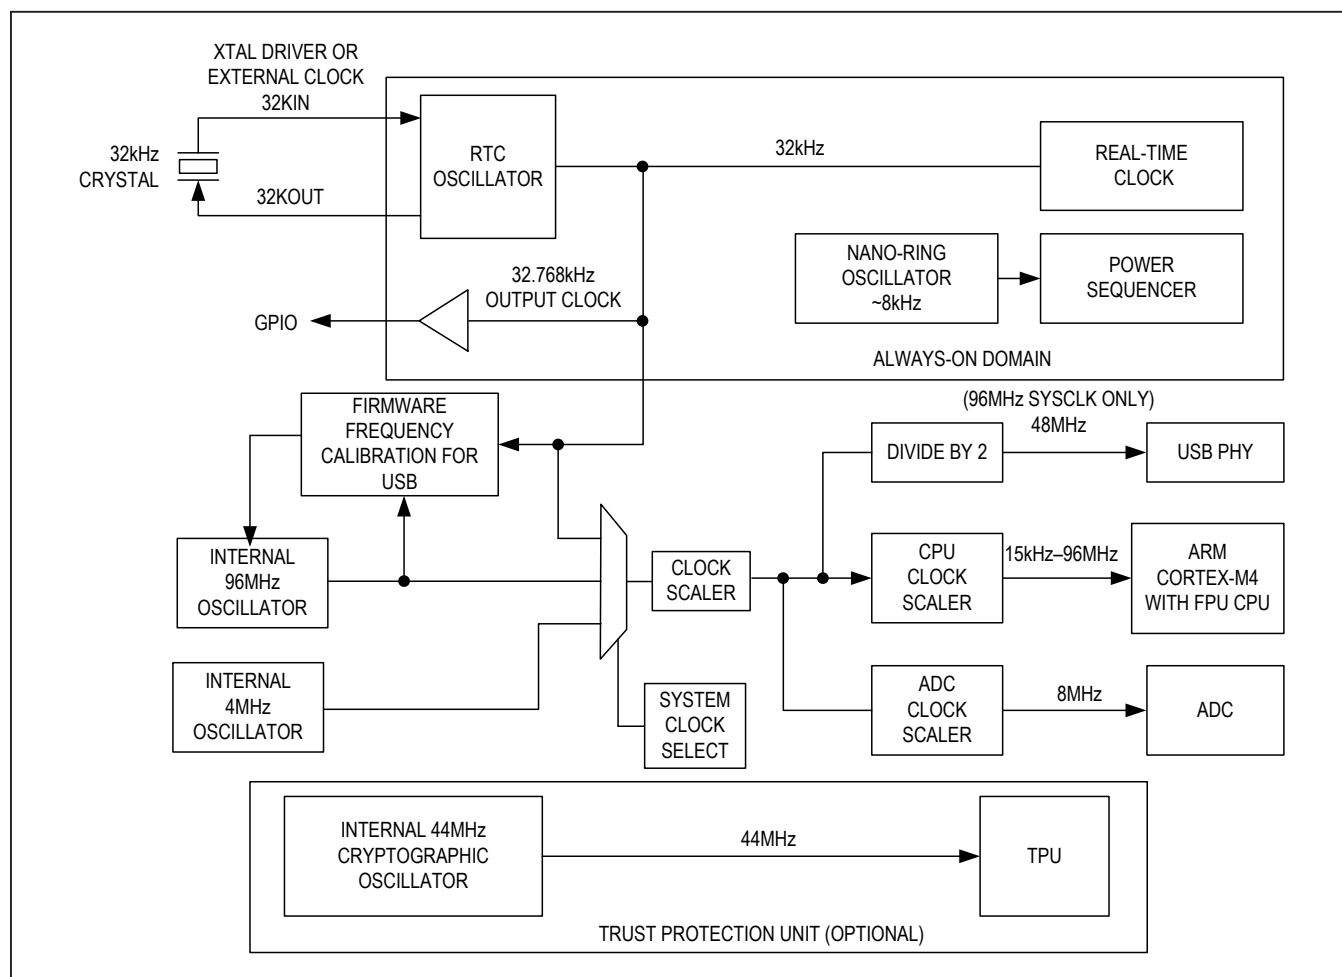 XTAL DRIVER OR
EXTERNAL CLOCK
32KIN
32kHz
CRYSTAL
32KOUT
RTC
OSCILLATOR
32kHz
REAL-TIME
CLOCK
NANO-RING
OSCILLATOR
~8kHz
POWER
SEQUENCER
32.768kHz
OUTPUT CLOCK
GPIO
ALWAYS-ON DOMAIN
FIRMWARE
FREQUENCY
CALIBRATION FOR
USB
(96MHz SYSCLK ONLY)
48MHz
DIVIDE BY 2
USB PHY
INTERNAL
96MHz
OSCILLATOR
CLOCK
SCALER
CPU
CLOCK
SCALER
15kHz–96MHz
ARM
CORTEX-M4
WITH FPU CPU
INTERNAL
4MHz
OSCILLATOR
SYSTEM
CLOCK
SELECT
ADC
CLOCK
SCALER
8MHz
ADC
INTERNAL 44MHz
CRYPTOGRAPHIC
OSCILLATOR
44MHz
TPU
TRUST PROTECTION UNIT (OPTIONAL)